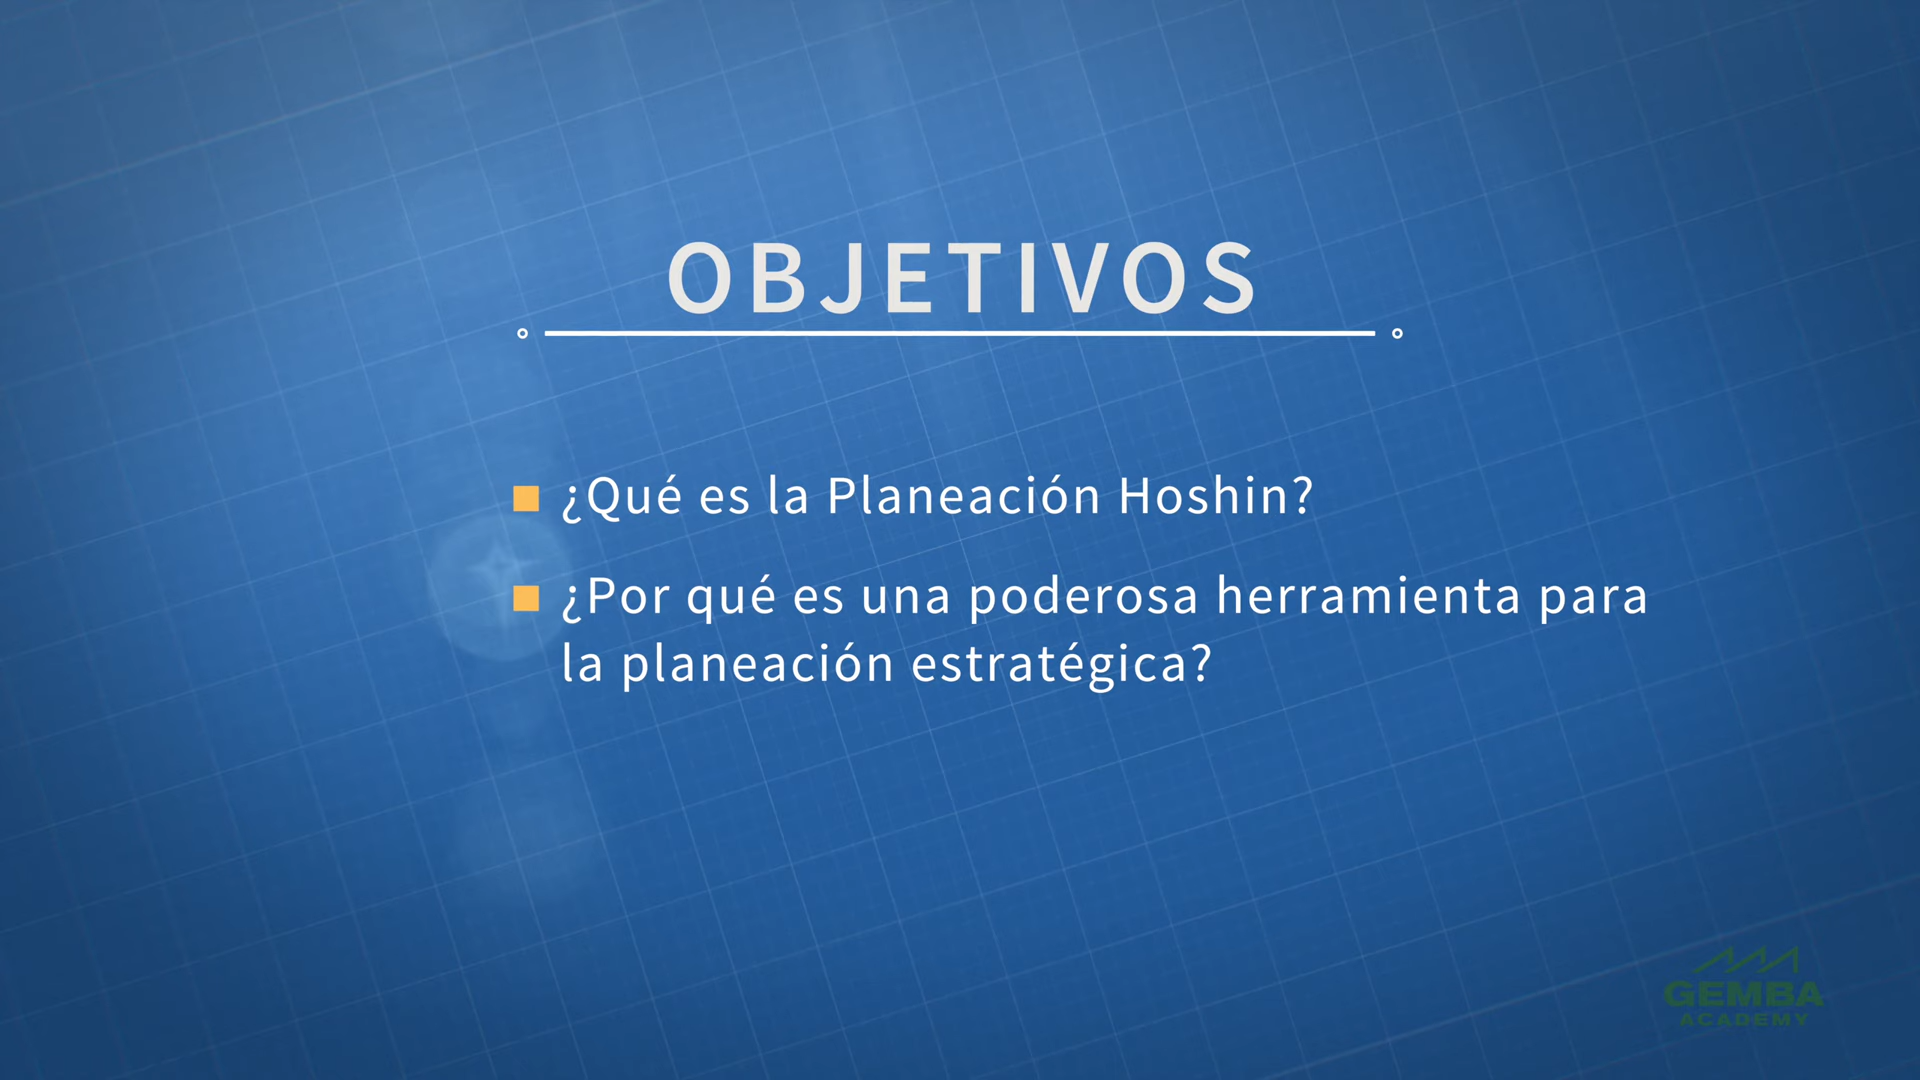 OBJETIVOS
¿Qué es la Planeación Hoshin?
¿Por qué es una poderosa herramienta para
la planeación estratégica?
GEMBA
ACADEMY